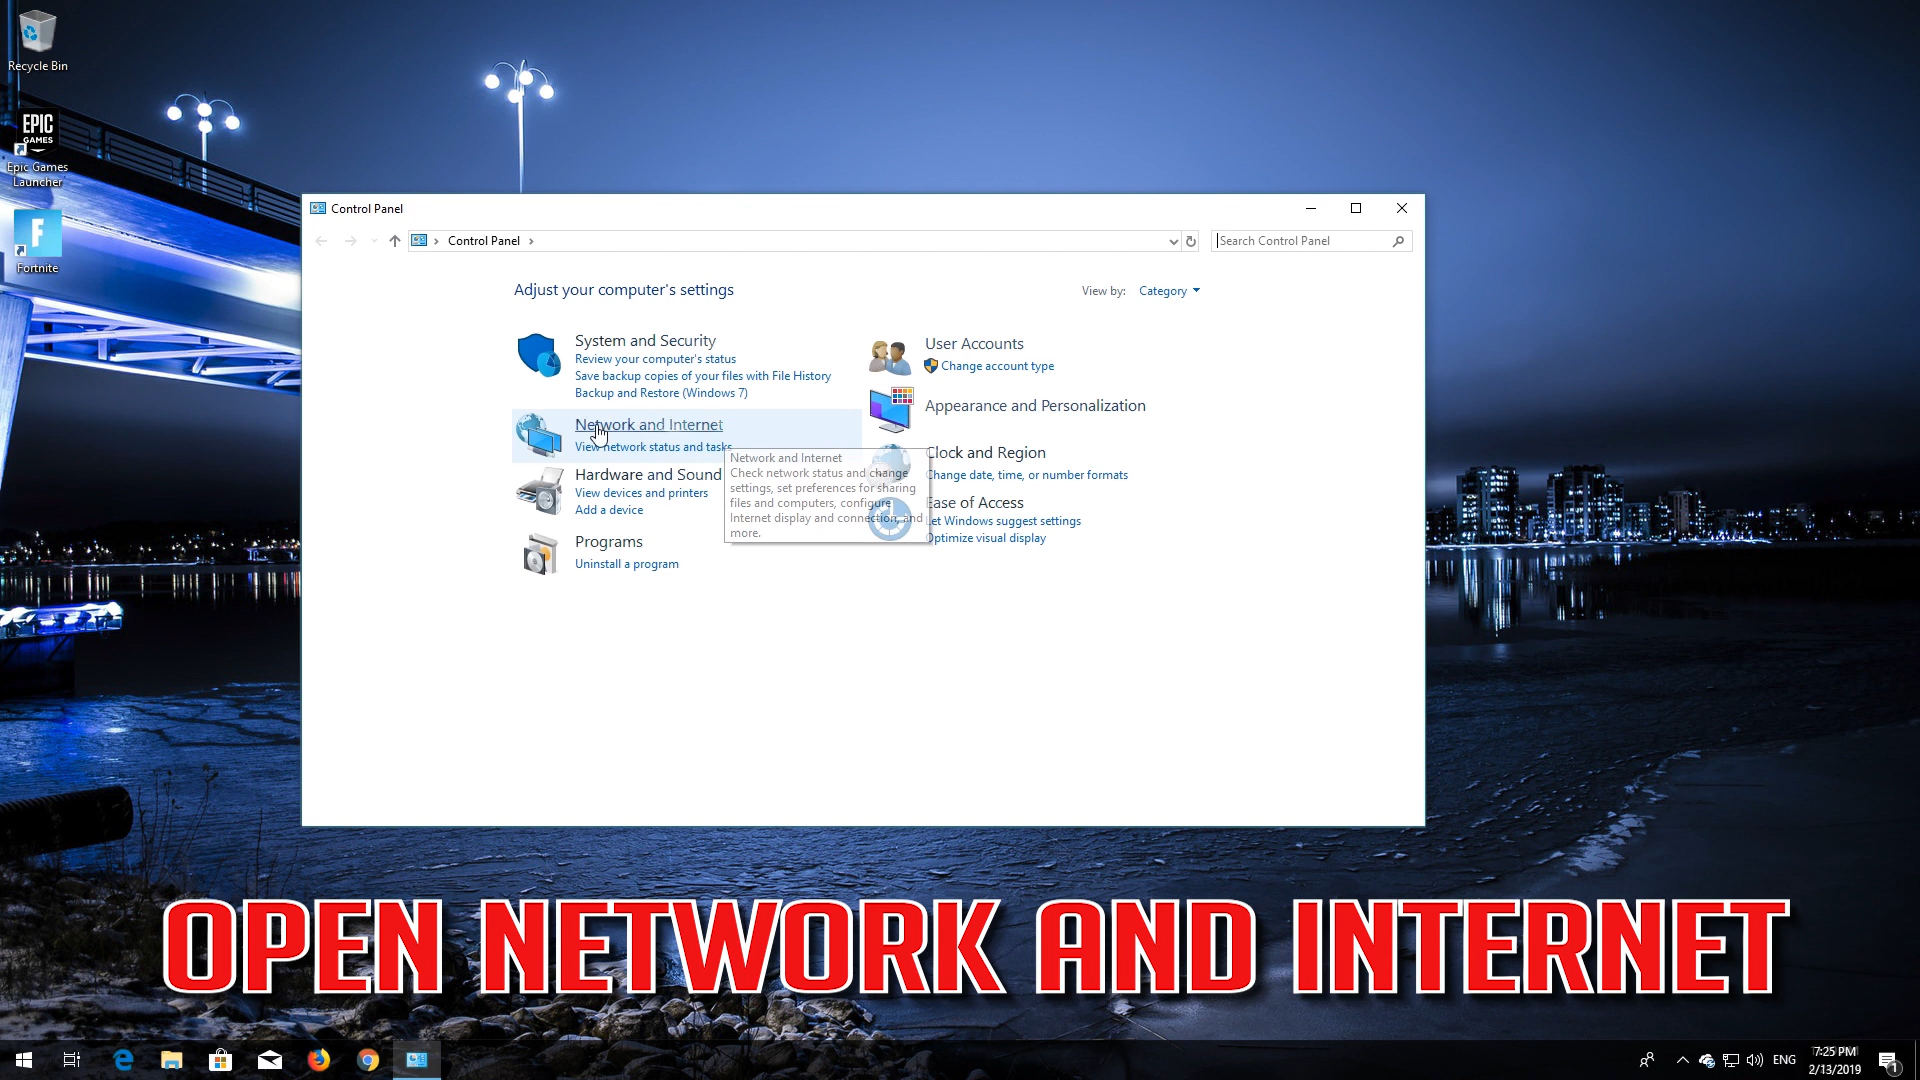 Recycle Bin
EPIC
GAMES
Epic Games
Launcher
F
Fortnite
Control Panel
Control Panel
Search Control Panel
Adjust your computer's settings
View by: Category
System and Security
Review your computer's status
Save backup copies of your files with File History
Backup and Restore (Windows 7)
Network and Internet
View network status and tasks
Hardware and Sound
View devices and printers
Add a device
Programs
Uninstall a program
User Accounts
Change account type
Appearance and Personalization
Clock and Region
Change date, time, or number formats
Ease of Access
Let Windows suggest settings
Optimize visual display
Network and Internet
Check network status and change
settings, set preferences for sharing
files and computers, configure
Internet display and connection, and
more.
OPEN NETWORK AND INTERNET
ENG
7:25 PM
2/13/2019
1